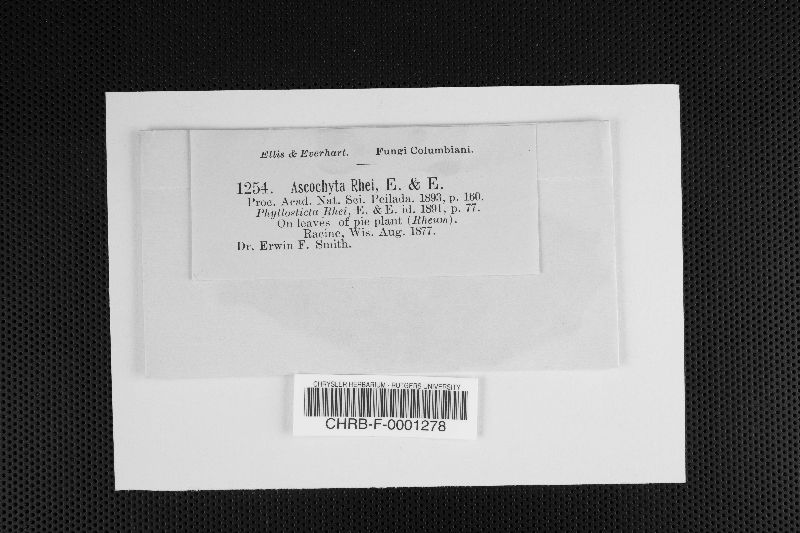 Ellis & Everhart. Fungi Columbiani.
1254. Ascochyta Rhei, E. & E.
Proc. Acad. Nat. Sci. Peilada. 1893, p. 160.
Phyllosticta Rhei, E. & E. id. 1891, p. 77.
On leaves of pie plant (Rheum).
Racine, Wis. Aug. 1877.
Dr. Erwin F. Smith.
CHRYSLER HERBARIUM - RUTGERS UNIVERSITY
CHRB-F-0001278